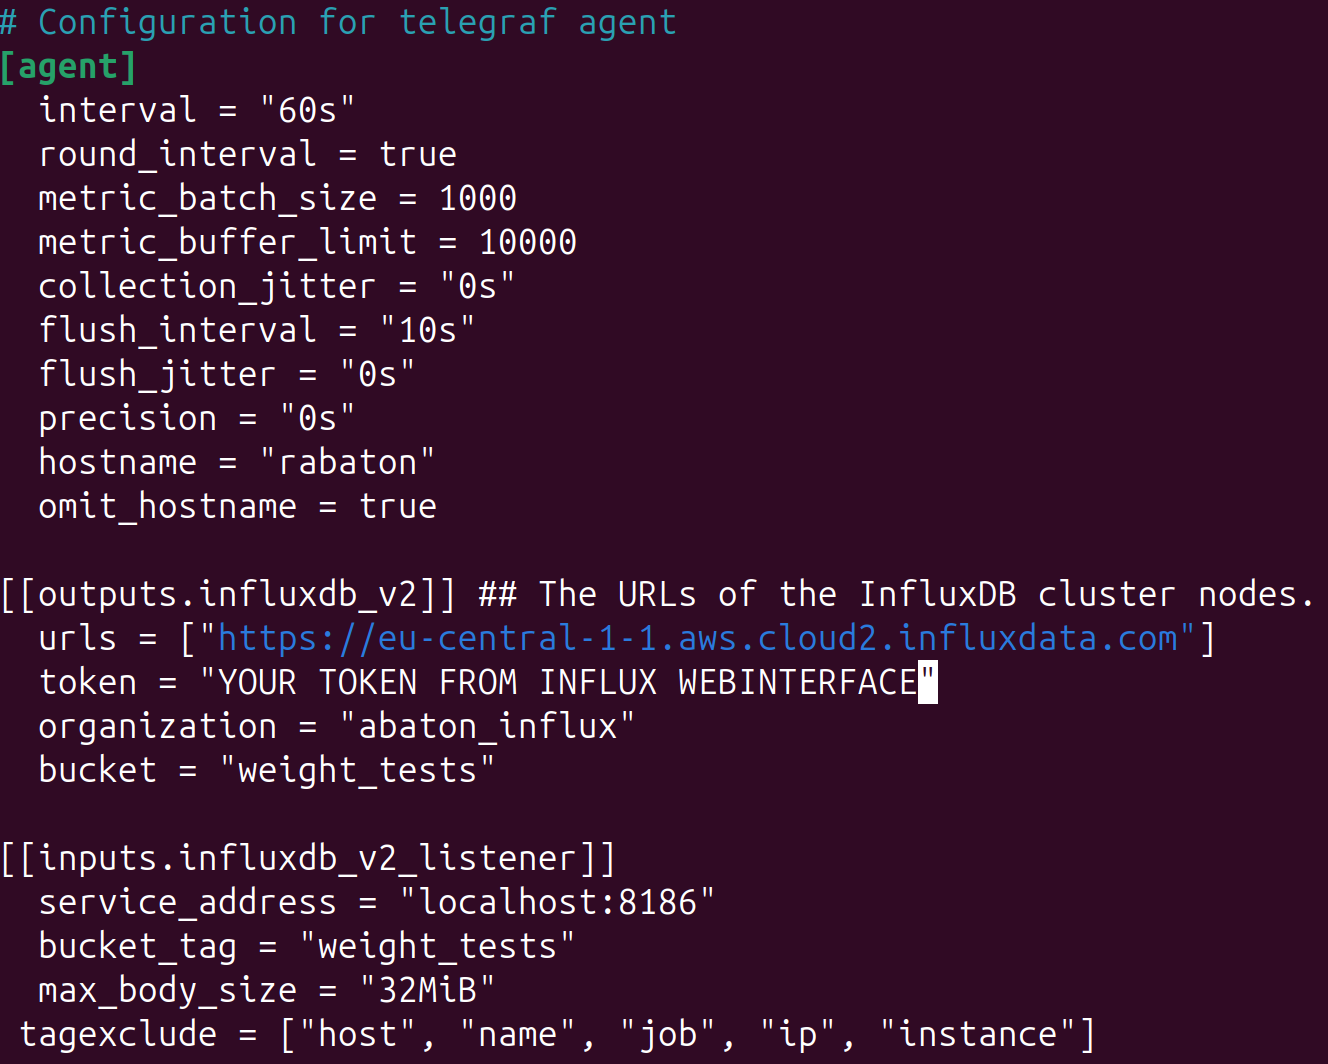 # Configuration for telegraf agent
[agent]
  interval = "60s"
  round_interval = true
  metric_batch_size = 1000
  metric_buffer_limit = 10000
  collection_jitter = "0s"
  flush_interval = "10s"
  flush_jitter = "0s"
  precision = "0s"
  hostname = "rabaton"
  omit_hostname = true

[[outputs.influxdb_v2]] ## The URLs of the InfluxDB cluster nodes.
  urls = ["https://eu-central-1-1.aws.cloud2.influxdata.com"]
  token = "YOUR TOKEN FROM INFLUX WEBINTERFACE"
  organization = "abaton_influx"
  bucket = "weight_tests"

[[inputs.influxdb_v2_listener]]
  service_address = "localhost:8186"
  bucket_tag = "weight_tests"
  max_body_size = "32MiB"
 tagexclude = ["host", "name", "job", "ip", "instance"]